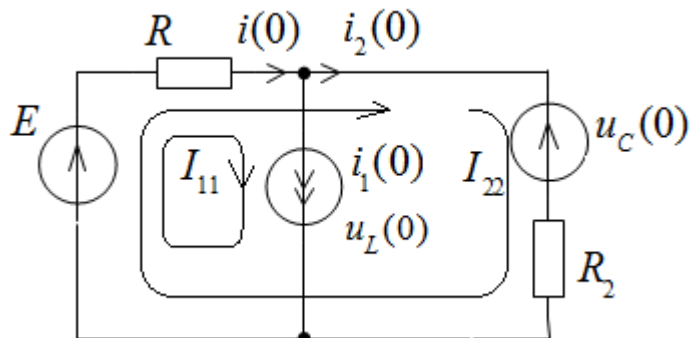 R i(0) i₂(0)
E I₁₁ i₁(0) I₂₂ u_C(0)
u_L(0)
R₂